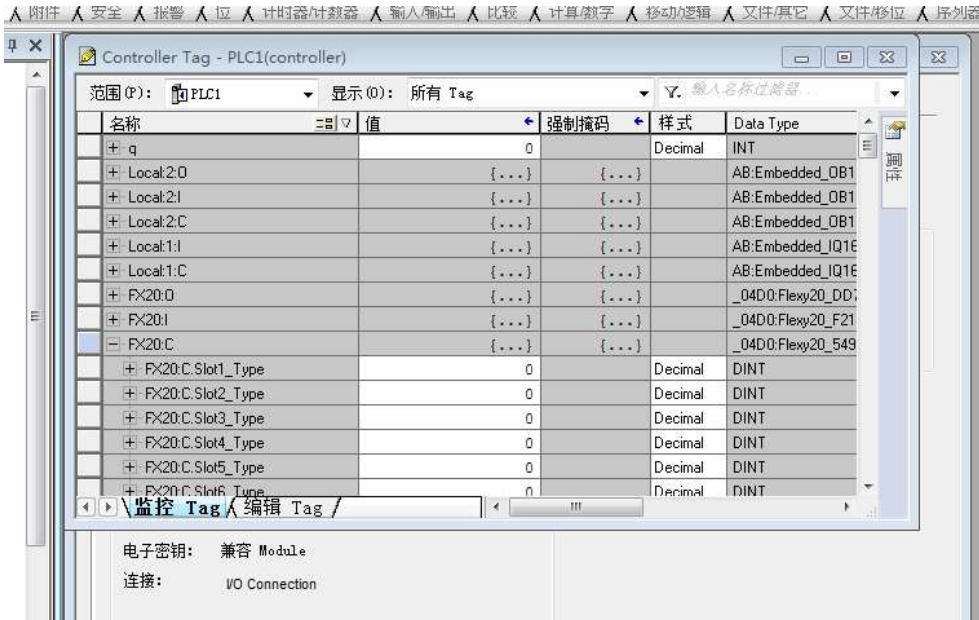 附件 安全 报警 位 计时器/计数器 输入/输出 比较 计算/数学 移动/逻辑 文件/其它 文件/移位 序列器
Controller Tag - PLC1(controller)
范围(P): PLC1 显示(O): 所有 Tag 输入名称过滤器...
名称 值 强制掩码 样式 Data Type
q 0 Decimal INT
Local:2:O {...} {...} AB:Embedded_OB1
Local:2:I {...} {...} AB:Embedded_OB1
Local:2:C {...} {...} AB:Embedded_OB1
Local:1:I {...} {...} AB:Embedded_IQ16
Local:1:C {...} {...} AB:Embedded_IQ16
FX20:O {...} {...} _04D0:Flexy20_DD7
FX20:I {...} {...} _04D0:Flexy20_F21
FX20:C {...} {...} _04D0:Flexy20_549
FX20:C.Slot1_Type 0 Decimal DINT
FX20:C.Slot2_Type 0 Decimal DINT
FX20:C.Slot3_Type 0 Decimal DINT
FX20:C.Slot4_Type 0 Decimal DINT
FX20:C.Slot5_Type 0 Decimal DINT
FX20:C.Slot6_Type 0 Decimal DINT
监控 Tag 编辑 Tag
属性
电子密钥: 兼容 Module
连接: I/O Connection